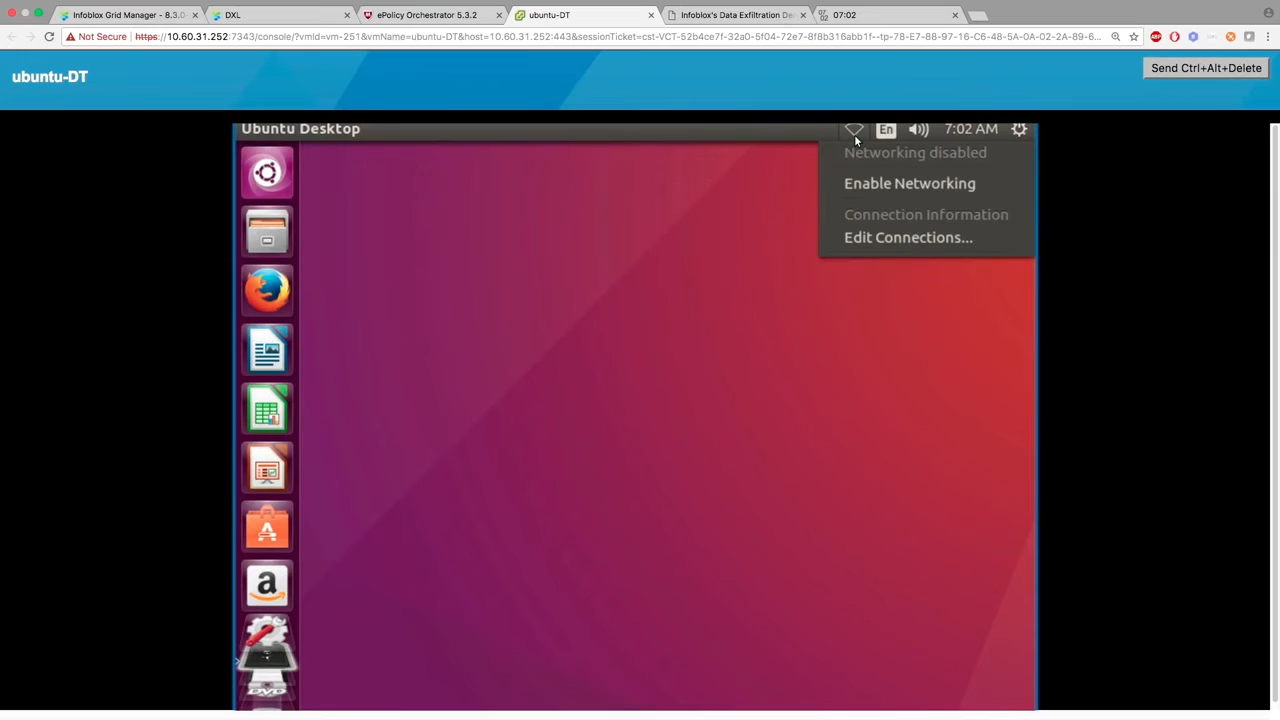 Infoblox Grid Manager - 8.3.0
DXL
ePolicy Orchestrator 5.3.2
ubuntu-DT
Infoblox's Data Exfiltration De
07:02
Not Secure
https://10.60.31.252:7343/console/?vmId=vm-251&vmName=ubuntu-DT&host=10.60.31.252:443&sessionTicket=cst-VCT-52b4ce7f-32a0-5f04-72e7-8f8b316abb1f--tp-78-E7-88-97-16-C6-48-5A-0A-02-2A-89-6...
ubuntu-DT
Send Ctrl+Alt+Delete
Ubuntu Desktop
En
7:02 AM
Networking disabled
Enable Networking
Connection Information
Edit Connections...